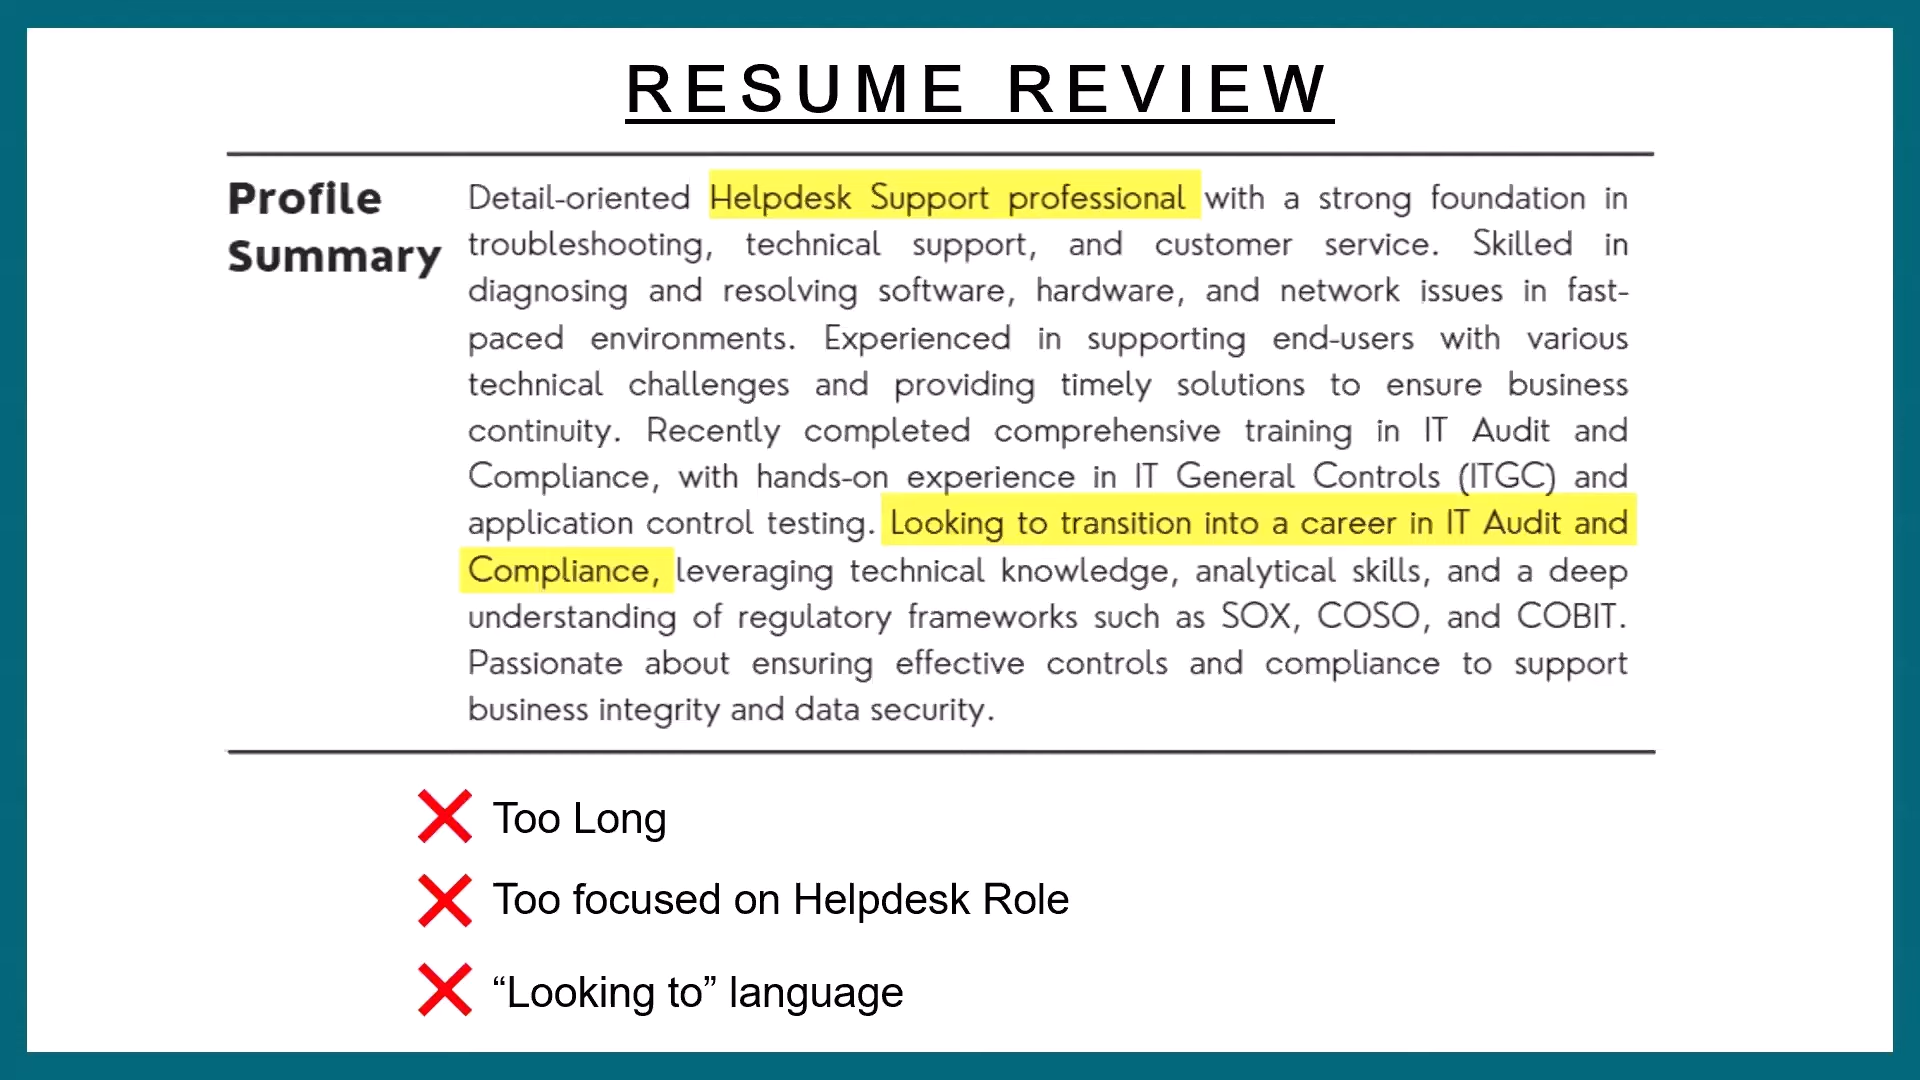 RESUME REVIEW
Profile
Summary
Detail-oriented Helpdesk Support professional with a strong foundation in
troubleshooting, technical support, and customer service. Skilled in
diagnosing and resolving software, hardware, and network issues in fast-
paced environments. Experienced in supporting end-users with various
technical challenges and providing timely solutions to ensure business
continuity. Recently completed comprehensive training in IT Audit and
Compliance, with hands-on experience in IT General Controls (ITGC) and
application control testing. Looking to transition into a career in IT Audit and
Compliance, leveraging technical knowledge, analytical skills, and a deep
understanding of regulatory frameworks such as SOX, COSO, and COBIT.
Passionate about ensuring effective controls and compliance to support
business integrity and data security.
Too Long
Too focused on Helpdesk Role
“Looking to” language